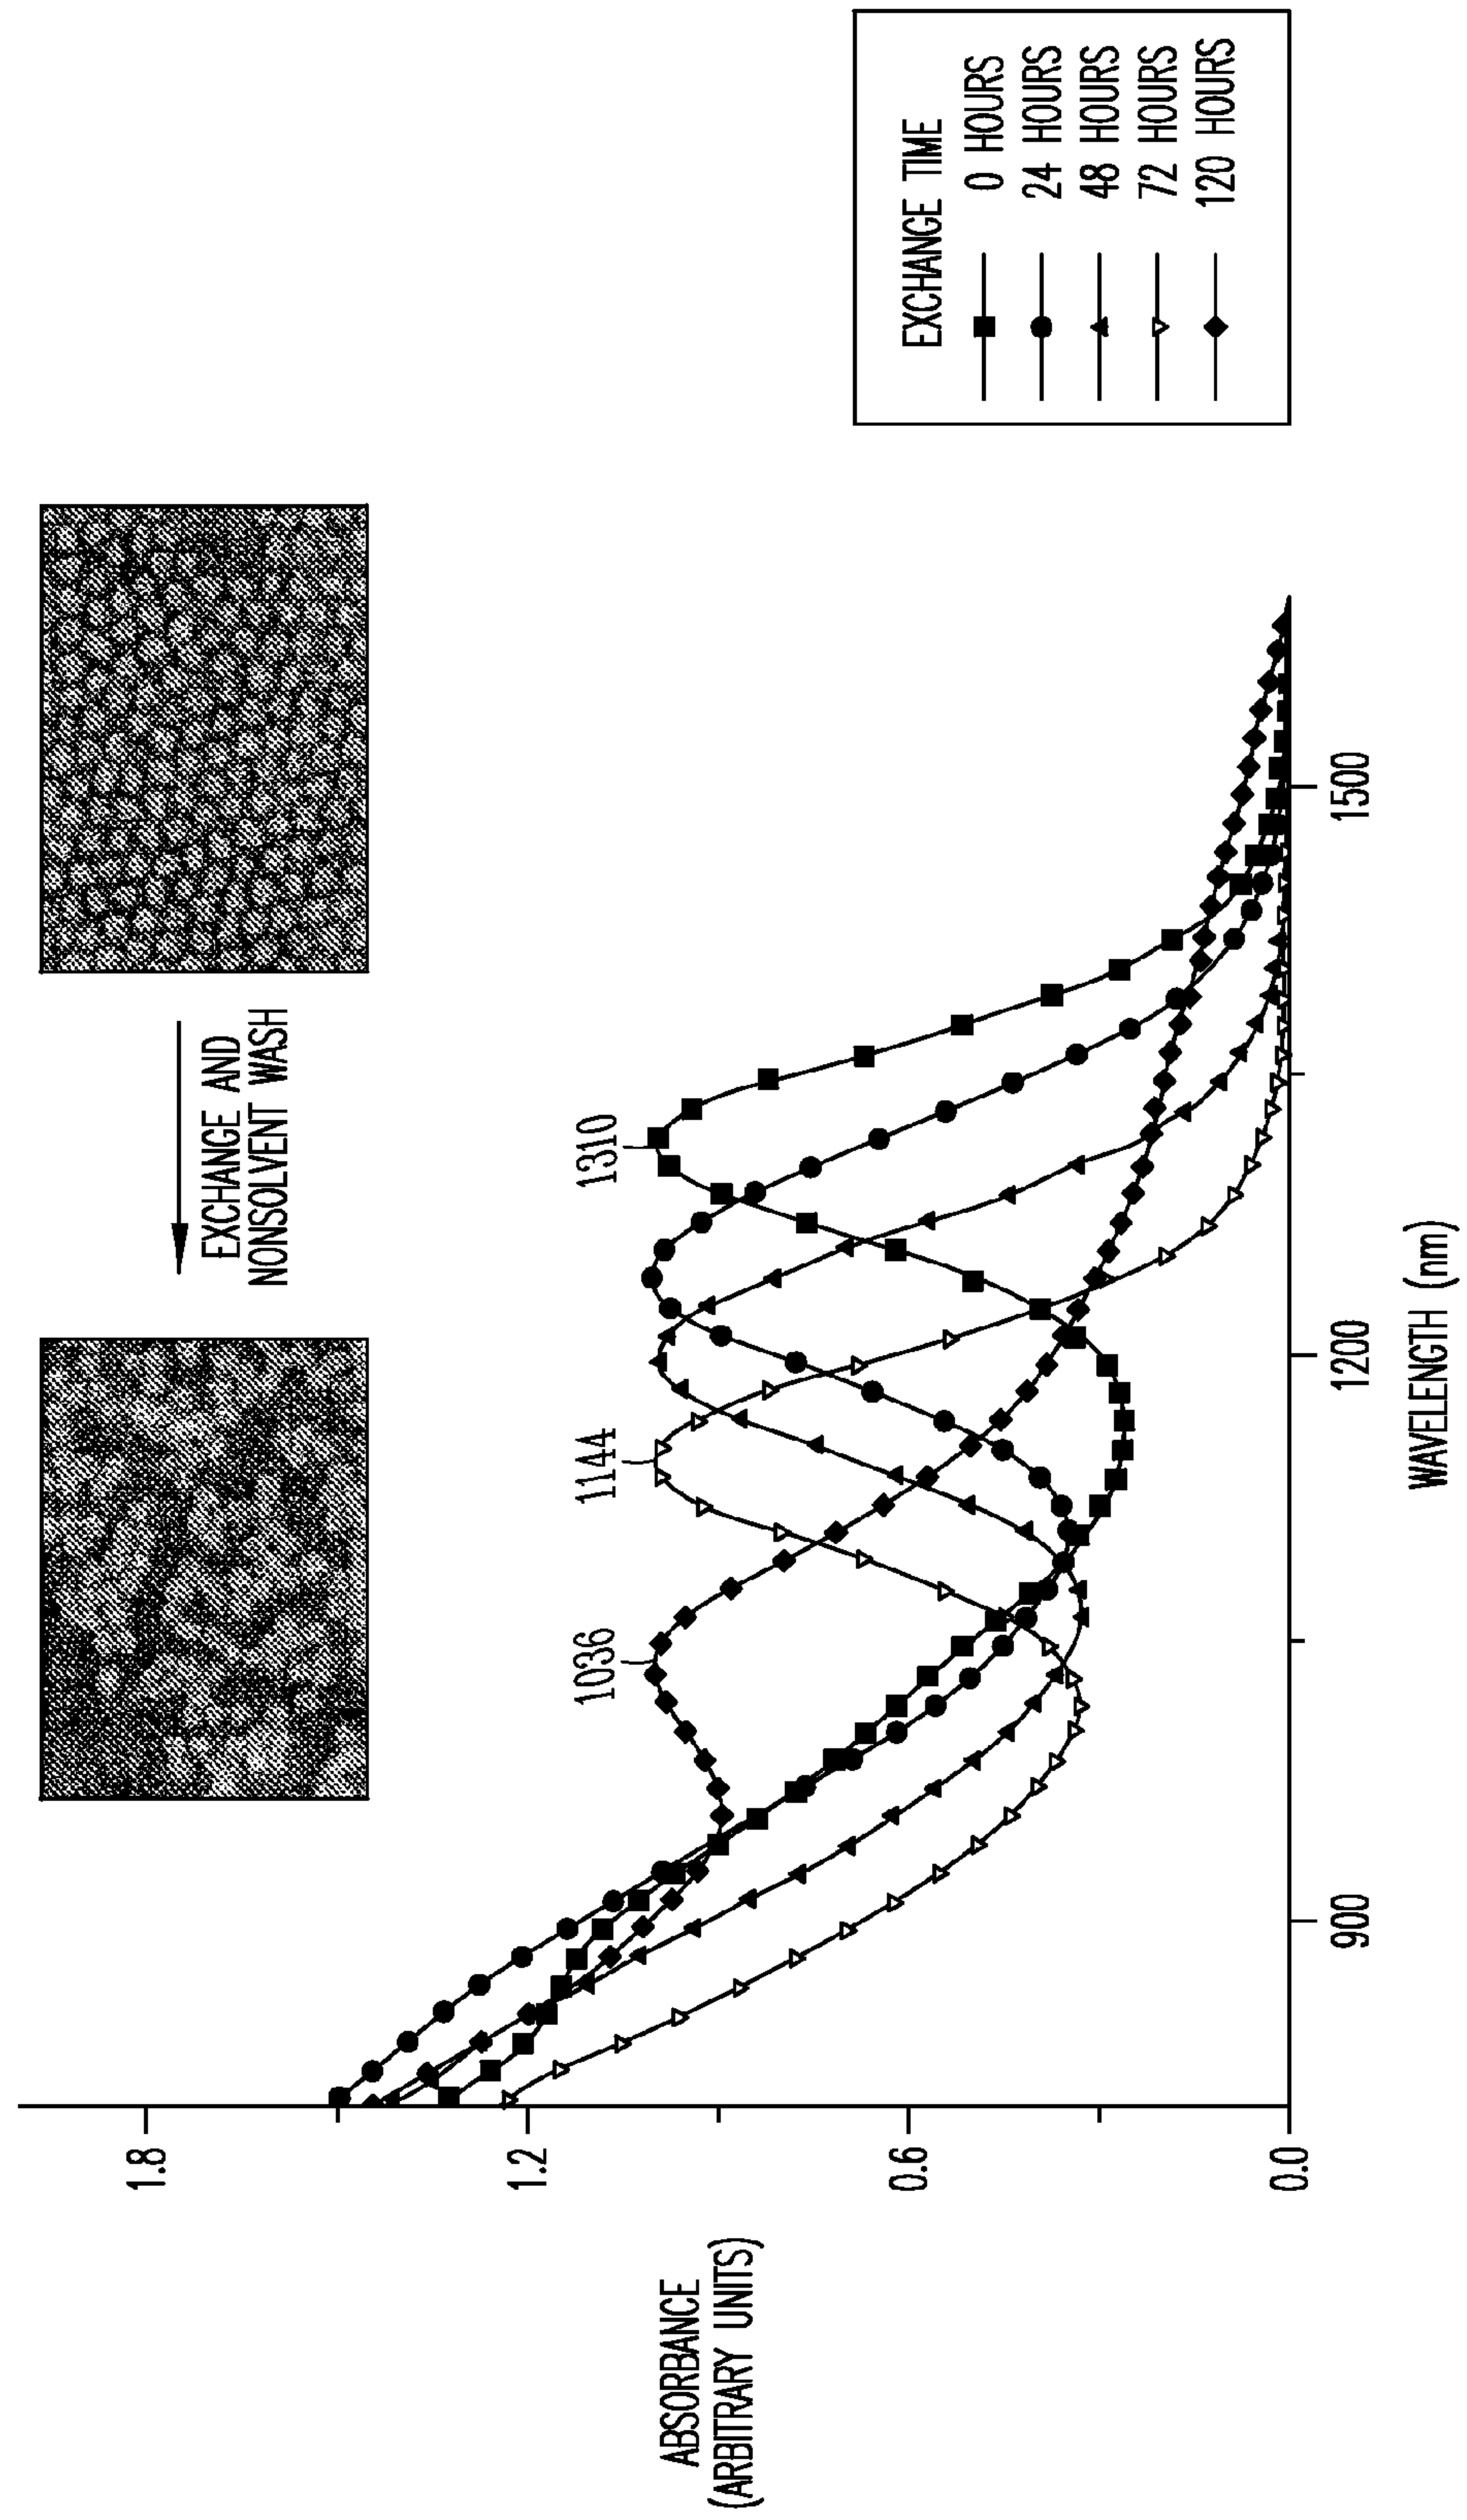 EXCHANGE AND
NONSOLVENT WASH
ABSORBANCE
(ARBITRARY UNITS)
1.8
1.2
0.6
0.0
1036
1144
1310
900
1200
1500
WAVELENGTH (nm)
EXCHANGE TIME
0 HOURS
24 HOURS
48 HOURS
72 HOURS
120 HOURS